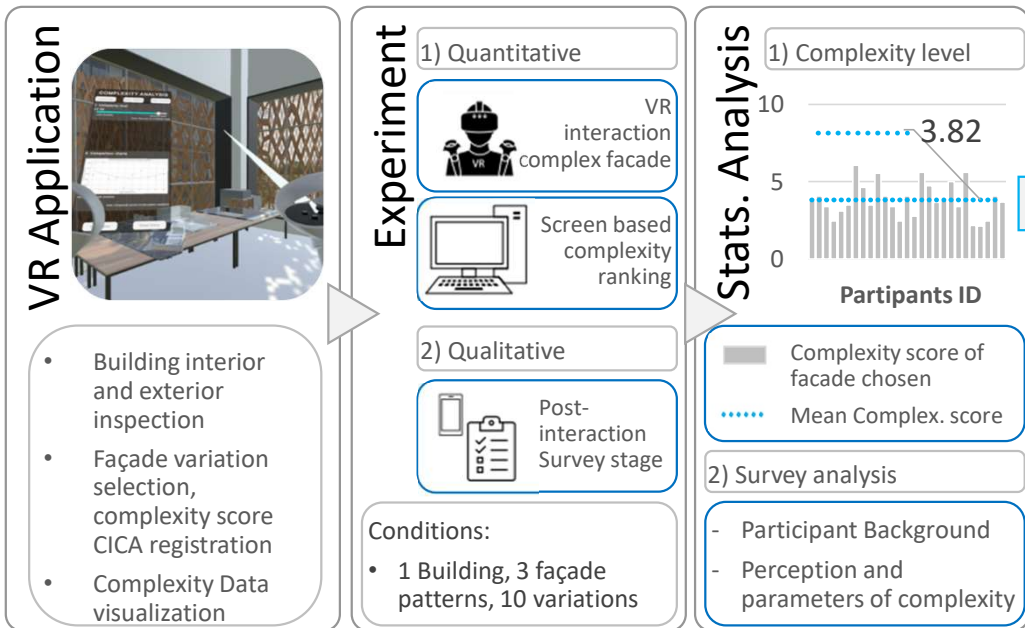 VR Application
COMPLEXITY ANALYSIS
• Building interior
and exterior
inspection
• Façade variation
selection,
complexity score
CICA registration
• Complexity Data
visualization
Experiment
1) Quantitative
VR
VR
interaction
complex facade
Screen based
complexity
ranking
2) Qualitative
Post-
interaction
Survey stage
Conditions:
• 1 Building, 3 façade
patterns, 10 variations
Stats. Analysis
1) Complexity level
10
3.82
5
0
Partipants ID
Complexity score of
facade chosen
Mean Complex. score
2) Survey analysis
- Participant Background
- Perception and
parameters of complexity